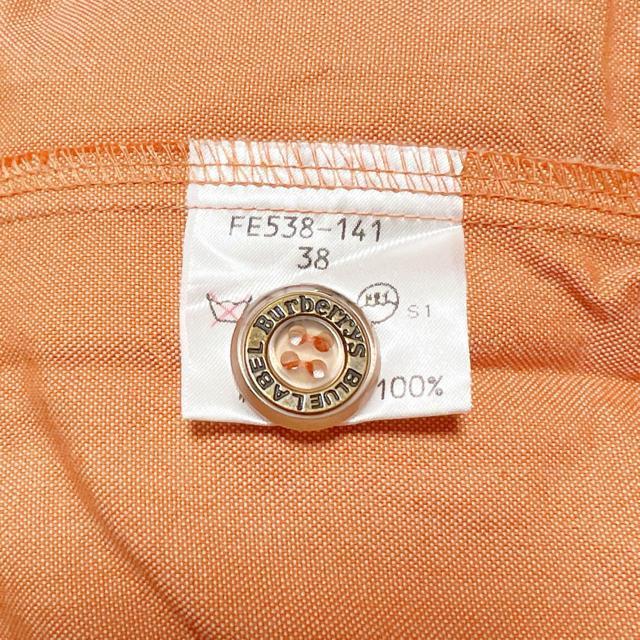 FE538-141
38
S1
Burberrys
BLUE LABEL
100%